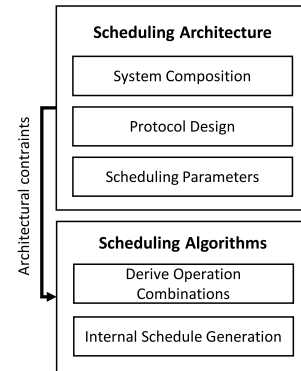 Scheduling Architecture
System Composition
Protocol Design
Scheduling Parameters
Architectural contraints
Scheduling Algorithms
Derive Operation
Combinations
Internal Schedule Generation